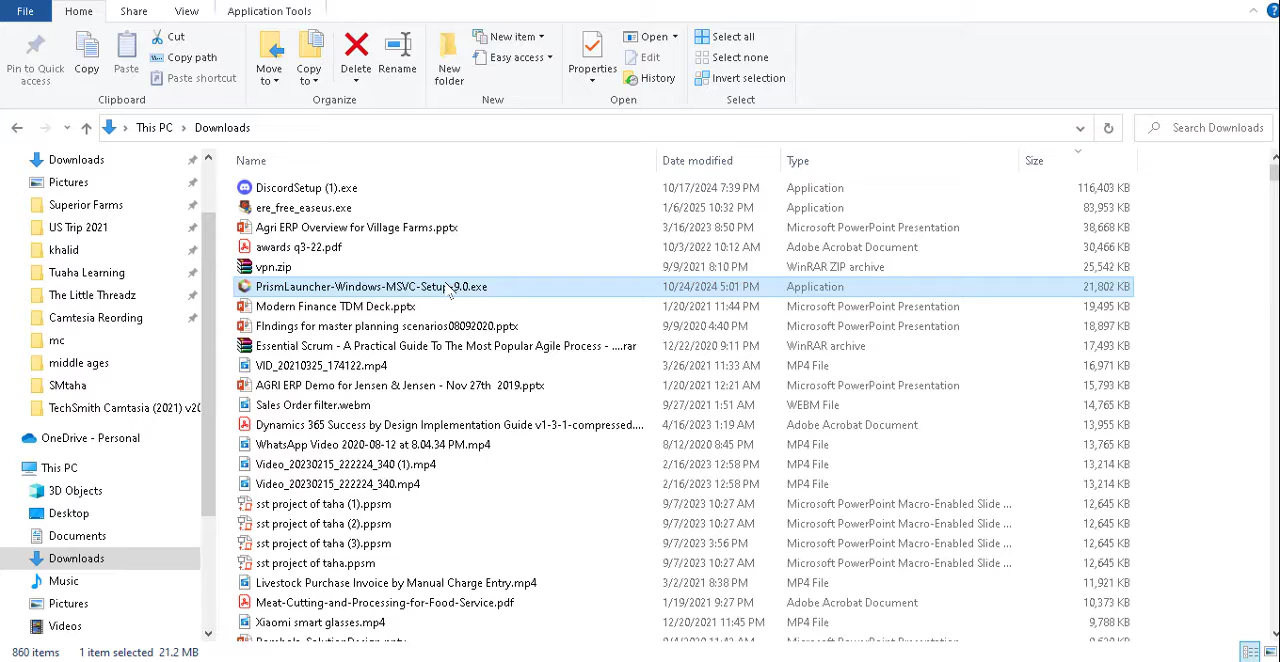 File Home Share View Application Tools
Pin to Quick access
Copy
Paste
Cut
Copy path
Paste shortcut
Clipboard
Move to
Copy to
Delete
Rename
Organize
New folder
New item
Easy access
New
Properties
Open
Edit
History
Open
Select all
Select none
Invert selection
Select
This PC › Downloads
Search Downloads
Downloads
Pictures
Superior Farms
US Trip 2021
khalid
Tuaha Learning
The Little Threadz
Camtesia Reording
mc
middle ages
SMtaha
TechSmith Camtasia (2021) v20
OneDrive - Personal
This PC
3D Objects
Desktop
Documents
Downloads
Music
Pictures
Videos
Name Date modified Type Size
DiscordSetup (1).exe 10/17/2024 7:39 PM Application 116,403 KB
ere_free_easeus.exe 1/6/2025 10:32 PM Application 83,953 KB
Agri ERP Overview for Village Farms.pptx 3/16/2023 8:50 PM Microsoft PowerPoint Presentation 38,668 KB
awards q3-22.pdf 10/3/2022 10:12 AM Adobe Acrobat Document 30,466 KB
vpn.zip 9/9/2021 8:10 PM WinRAR ZIP archive 25,542 KB
PrismLauncher-Windows-MSVC-Setup-9.0.exe 10/24/2024 5:01 PM Application 21,802 KB
Modern Finance TDM Deck.pptx 1/20/2021 11:44 PM Microsoft PowerPoint Presentation 19,495 KB
FIndings for master planning scenarios08092020.pptx 9/9/2020 4:40 PM Microsoft PowerPoint Presentation 18,897 KB
Essential Scrum - A Practical Guide To The Most Popular Agile Process - ....rar 12/22/2020 9:11 PM WinRAR archive 17,493 KB
VID_20210325_174122.mp4 3/26/2021 11:33 AM MP4 File 16,971 KB
AGRI ERP Demo for Jensen & Jensen - Nov 27th 2019.pptx 1/20/2021 12:21 AM Microsoft PowerPoint Presentation 15,793 KB
Sales Order filter.webm 9/27/2021 1:51 AM WEBM File 14,765 KB
Dynamics 365 Success by Design Implementation Guide v1-3-1-compressed.... 4/16/2023 1:19 AM Adobe Acrobat Document 13,955 KB
WhatsApp Video 2020-08-12 at 8.04.34 PM.mp4 8/12/2020 8:45 PM MP4 File 13,765 KB
Video_20230215_222224_340 (1).mp4 2/16/2023 12:58 PM MP4 File 13,214 KB
Video_20230215_222224_340.mp4 2/16/2023 12:58 PM MP4 File 13,214 KB
sst project of taha (1).ppsm 9/7/2023 10:27 AM Microsoft PowerPoint Macro-Enabled Slide ... 12,645 KB
sst project of taha (2).ppsm 9/7/2023 10:27 AM Microsoft PowerPoint Macro-Enabled Slide ... 12,645 KB
sst project of taha (3).ppsm 9/7/2023 3:56 PM Microsoft PowerPoint Macro-Enabled Slide ... 12,645 KB
sst project of taha.ppsm 9/7/2023 10:27 AM Microsoft PowerPoint Macro-Enabled Slide ... 12,645 KB
Livestock Purchase Invoice by Manual Charge Entry.mp4 3/2/2021 8:38 PM MP4 File 11,921 KB
Meat-Cutting-and-Processing-for-Food-Service.pdf 1/19/2021 9:27 PM Adobe Acrobat Document 10,373 KB
Xiaomi smart glasses.mp4 12/20/2021 11:45 PM MP4 File 9,788 KB
860 items 1 item selected 21.2 MB